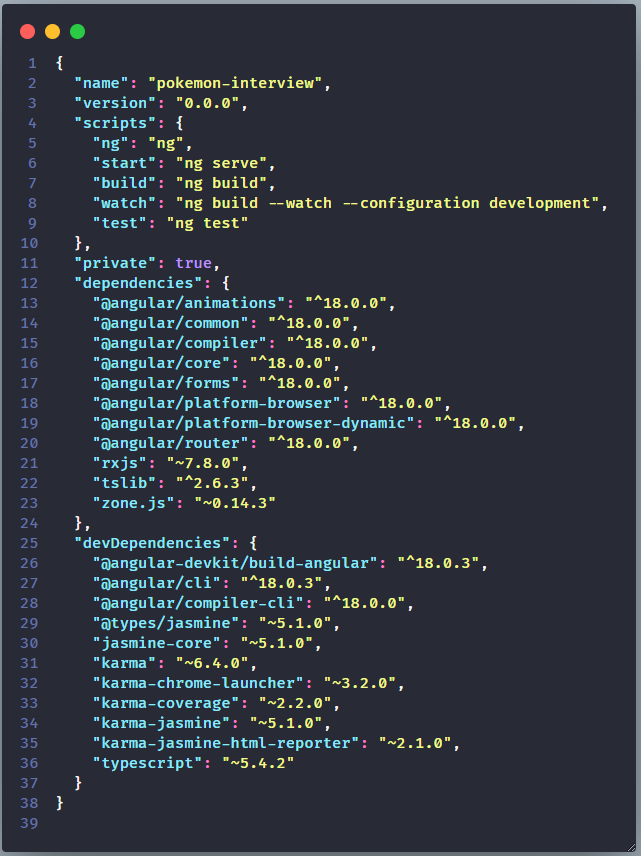 1 {
2   "name": "pokemon-interview",
3   "version": "0.0.0",
4   "scripts": {
5     "ng": "ng",
6     "start": "ng serve",
7     "build": "ng build",
8     "watch": "ng build --watch --configuration development",
9     "test": "ng test"
10   },
11   "private": true,
12   "dependencies": {
13     "@angular/animations": "^18.0.0",
14     "@angular/common": "^18.0.0",
15     "@angular/compiler": "^18.0.0",
16     "@angular/core": "^18.0.0",
17     "@angular/forms": "^18.0.0",
18     "@angular/platform-browser": "^18.0.0",
19     "@angular/platform-browser-dynamic": "^18.0.0",
20     "@angular/router": "^18.0.0",
21     "rxjs": "~7.8.0",
22     "tslib": "^2.6.3",
23     "zone.js": "~0.14.3"
24   },
25   "devDependencies": {
26     "@angular-devkit/build-angular": "^18.0.3",
27     "@angular/cli": "^18.0.3",
28     "@angular/compiler-cli": "^18.0.0",
29     "@types/jasmine": "~5.1.0",
30     "jasmine-core": "~5.1.0",
31     "karma": "~6.4.0",
32     "karma-chrome-launcher": "~3.2.0",
33     "karma-coverage": "~2.2.0",
34     "karma-jasmine": "~5.1.0",
35     "karma-jasmine-html-reporter": "~2.1.0",
36     "typescript": "~5.4.2"
37   }
38 }
39